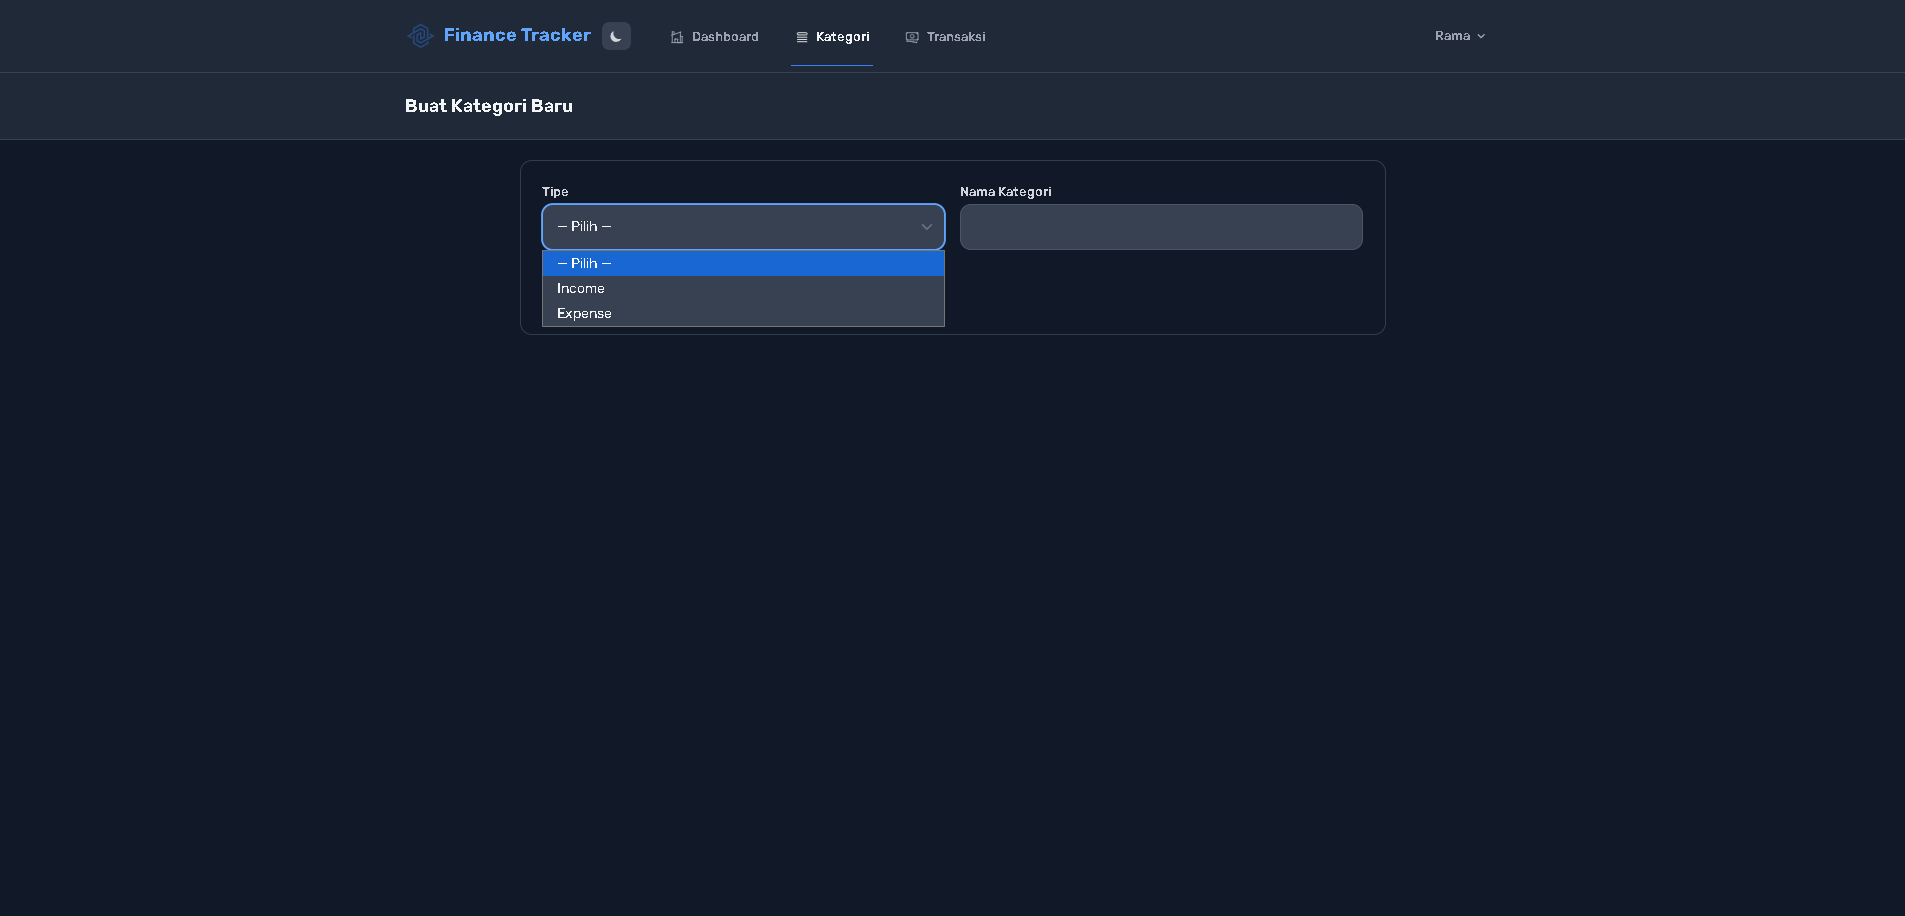 Finance Tracker
Dashboard
Kategori
Transaksi
Rama
Buat Kategori Baru
Tipe
Nama Kategori
— Pilih —
— Pilih —
Income
Expense